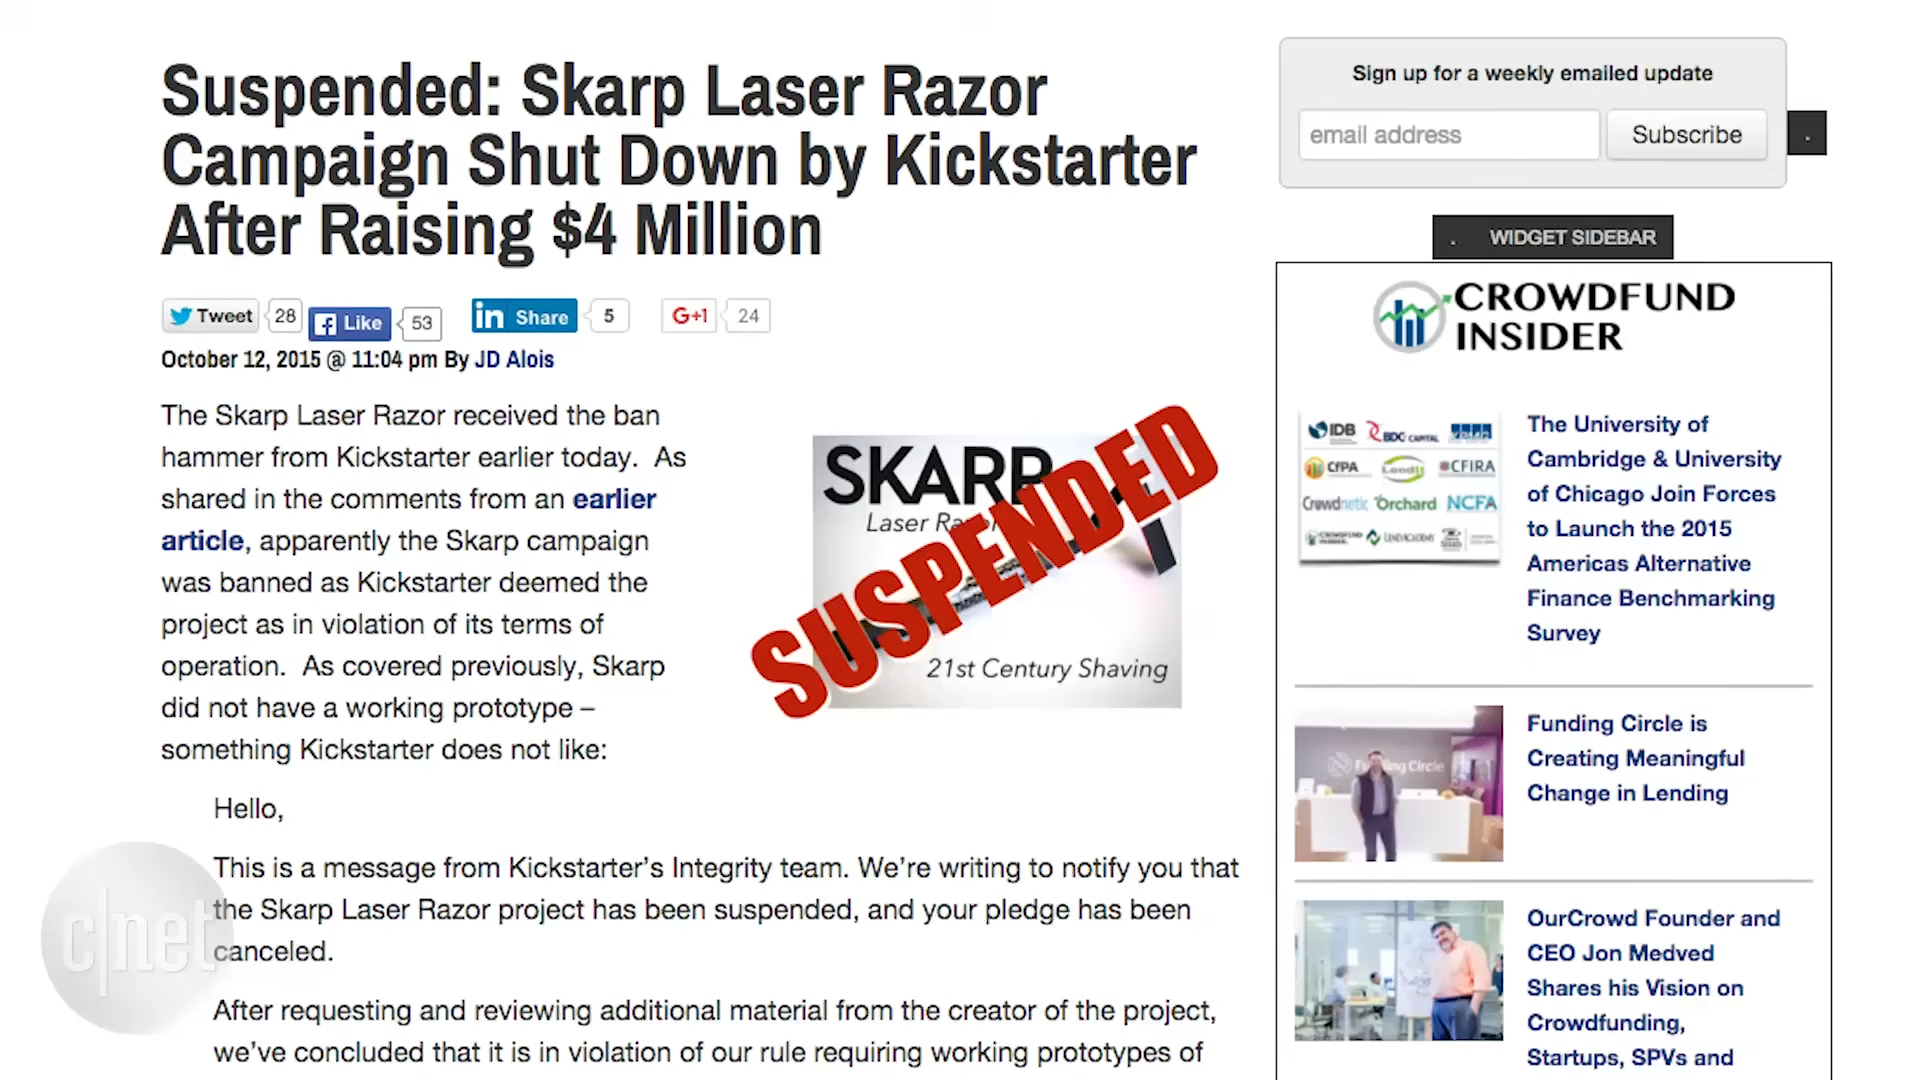 Suspended: Skarp Laser Razor
Campaign Shut Down by Kickstarter
After Raising $4 Million
Tweet 28 Like 53 in Share 5 G+1 24
October 12, 2015 @ 11:04 pm By JD Alois
The Skarp Laser Razor received the ban
hammer from Kickstarter earlier today. As
shared in the comments from an earlier
article, apparently the Skarp campaign
was banned as Kickstarter deemed the
project as in violation of its terms of
operation. As covered previously, Skarp
did not have a working prototype –
something Kickstarter does not like:
SKARP
Laser Razor
SUSPENDED
21st Century Shaving
Hello,
This is a message from Kickstarter’s Integrity team. We’re writing to notify you that
the Skarp Laser Razor project has been suspended, and your pledge has been
canceled.
After requesting and reviewing additional material from the creator of the project,
we’ve concluded that it is in violation of our rule requiring working prototypes of
c|net
Sign up for a weekly emailed update
email address Subscribe
. WIDGET SIDEBAR
CROWDFUND
INSIDER
IDB BDC CAPITAL
CfPA Lendit CFIRA
Crowdnetic Orchard NCFA
CROWDFUND INSIDER LENDACADEMY
The University of
Cambridge & University
of Chicago Join Forces
to Launch the 2015
Americas Alternative
Finance Benchmarking
Survey
Funding Circle
Funding Circle is
Creating Meaningful
Change in Lending
OurCrowd Founder and
CEO Jon Medved
Shares his Vision on
Crowdfunding,
Startups, SPVs and